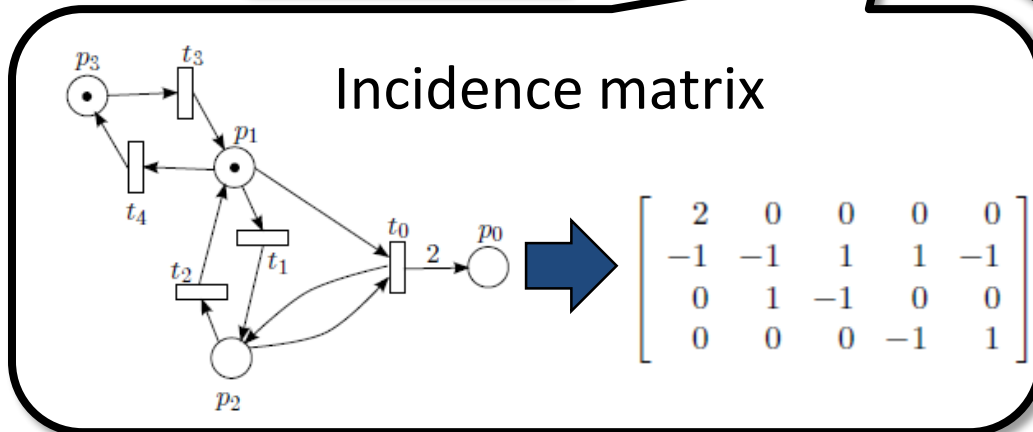 Incidence matrix
p₃
t₃
p₁
t₄
t₀
p₀
2
t₁
t₂
p₂
2 0 0 0 0
−1 −1 1 1 −1
0 1 −1 0 0
0 0 0 −1 1